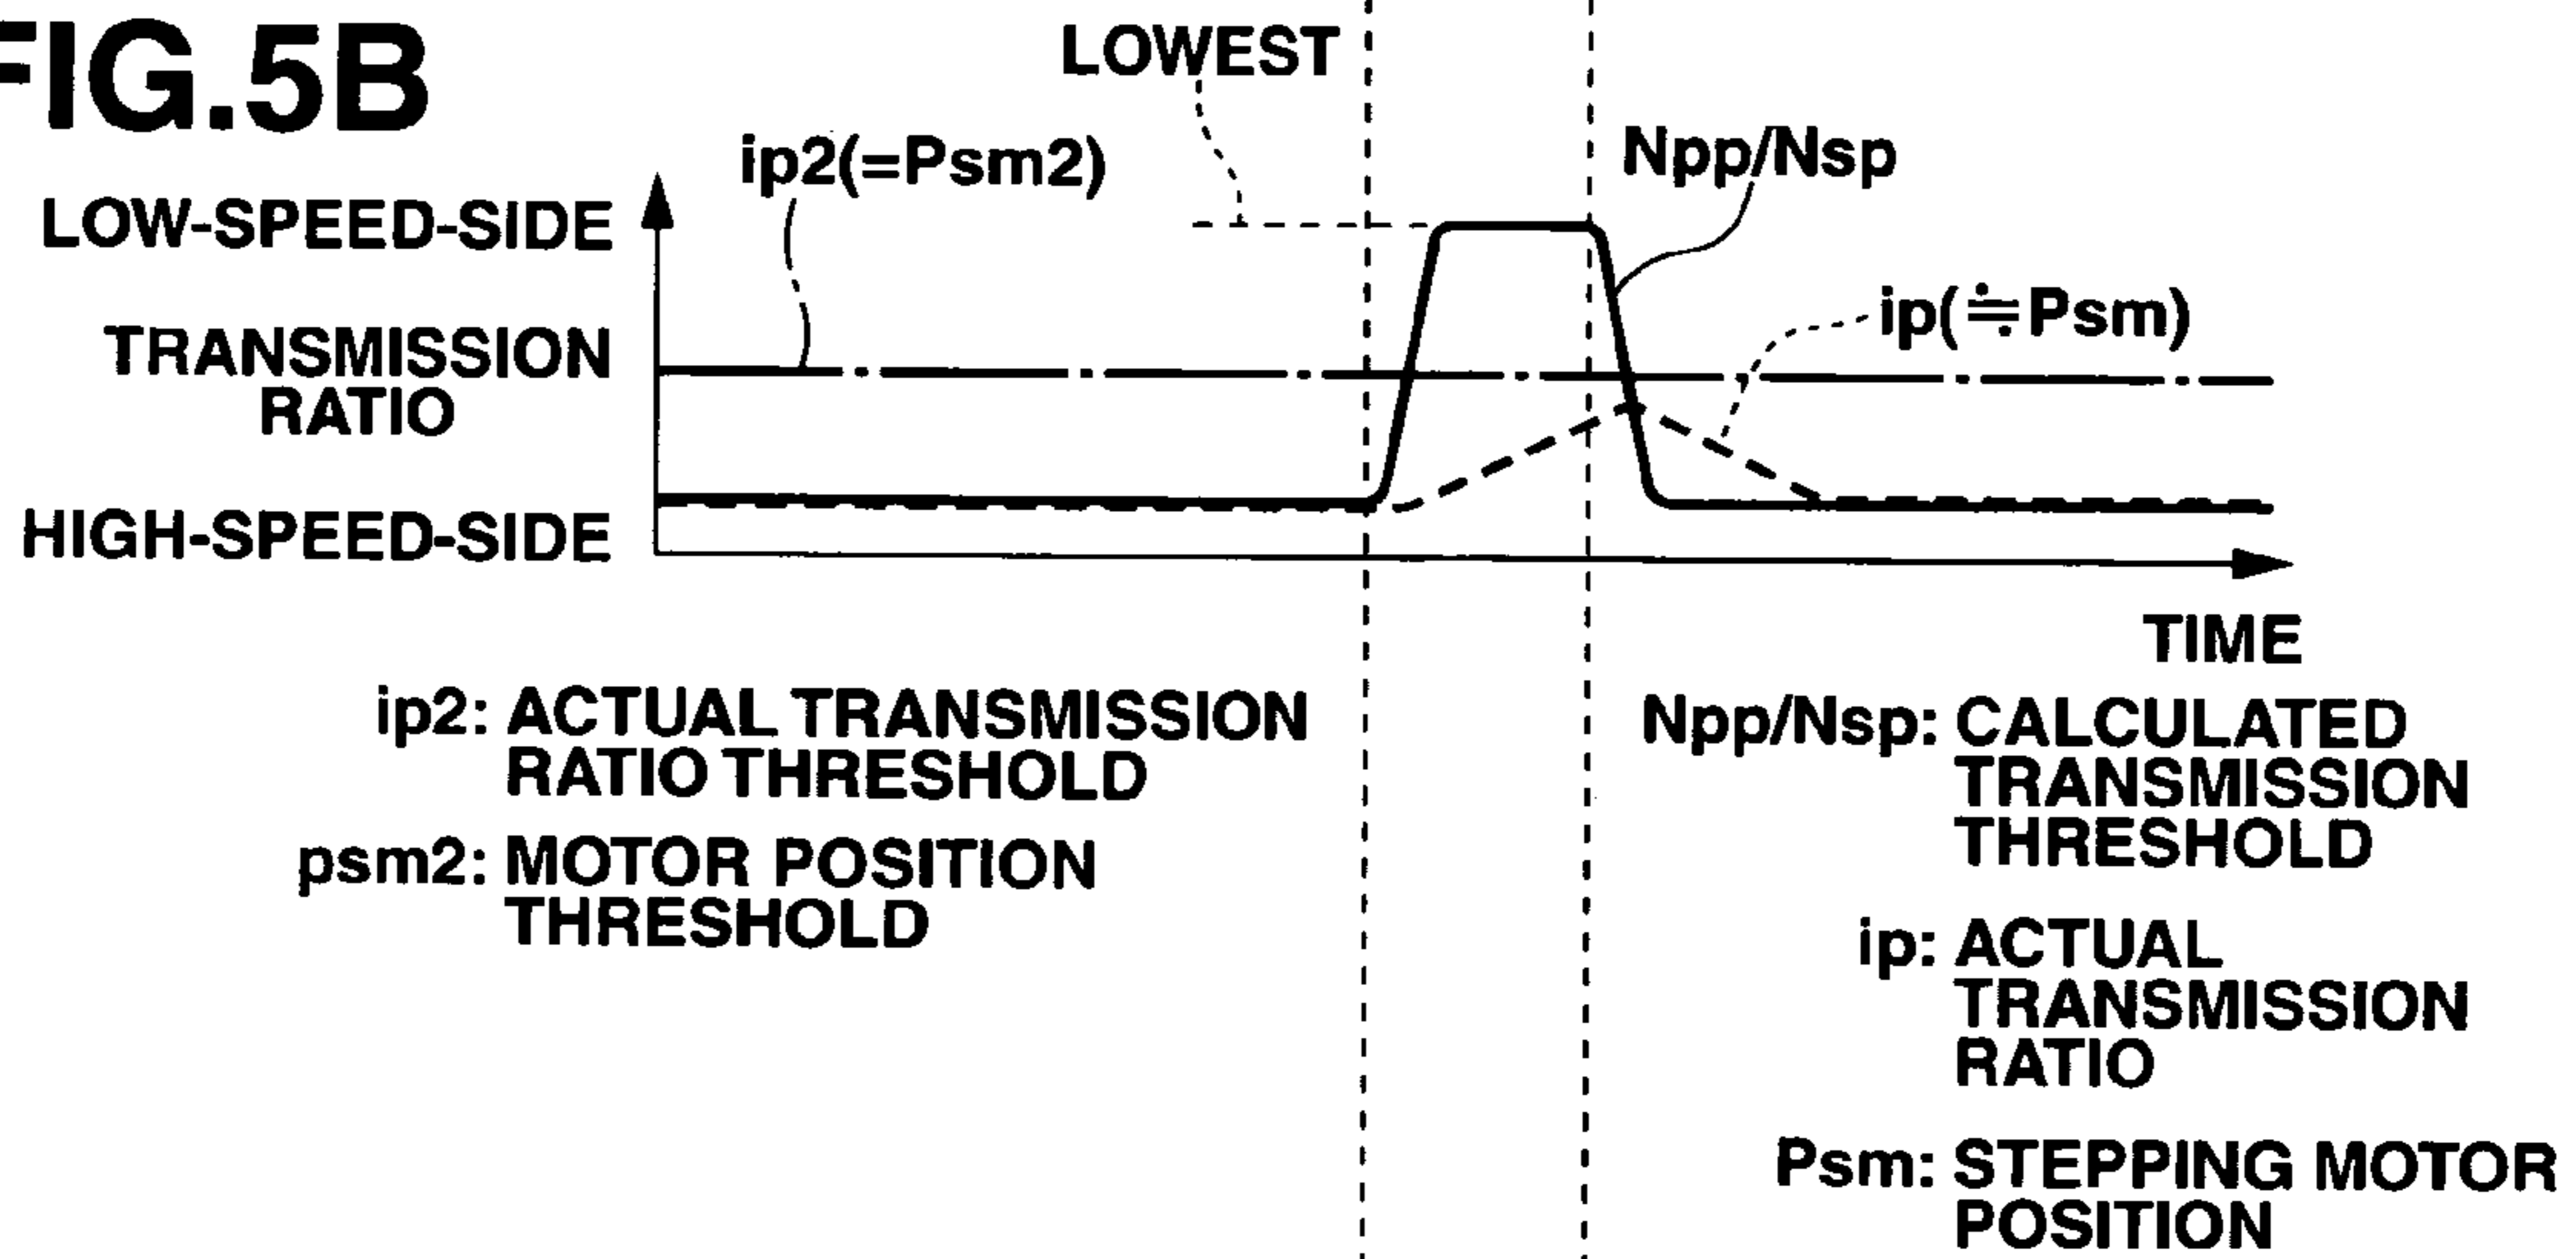 FIG.5B
LOWEST
ip2(=Psm2)
Npp/Nsp
LOW-SPEED-SIDE
ip(≒Psm)
TRANSMISSION
RATIO
HIGH-SPEED-SIDE
TIME
ip2: ACTUAL TRANSMISSION
RATIO THRESHOLD
psm2: MOTOR POSITION
THRESHOLD
Npp/Nsp: CALCULATED
TRANSMISSION
THRESHOLD
ip: ACTUAL
TRANSMISSION
RATIO
Psm: STEPPING MOTOR
POSITION